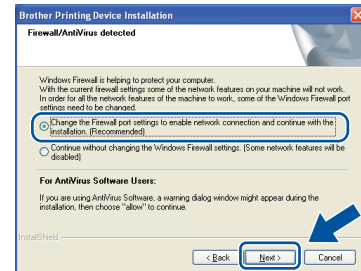 Brother Printing Device Installation
Firewall/AntiVirus detected
Windows Firewall is helping to protect your computer.
With the current firewall settings some of the network features on your machine will not work.
In order for all the network features of the machine to work, some of the Windows Firewall port
settings need to be changed.
Change the Firewall port settings to enable network connection and continue with the
installation. (Recommended)
Continue without changing the Windows Firewall settings. (Some network features will be
disabled)
For AntiVirus Software Users:
If you are using AntiVirus Software, a warning dialog window might appear during the
installation, then choose "allow" to continue.
InstallShield
< Back Next > Cancel